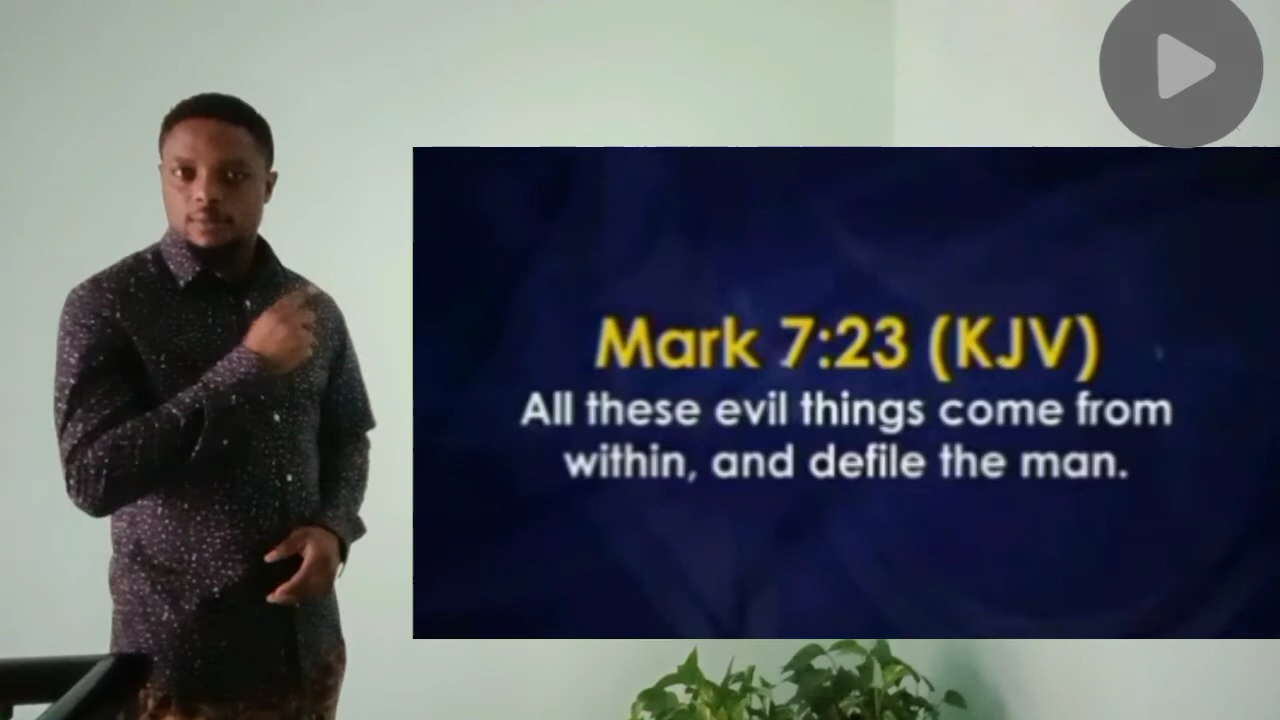 Mark 7:23 (KJV)
All these evil things come from
within, and defile the man.